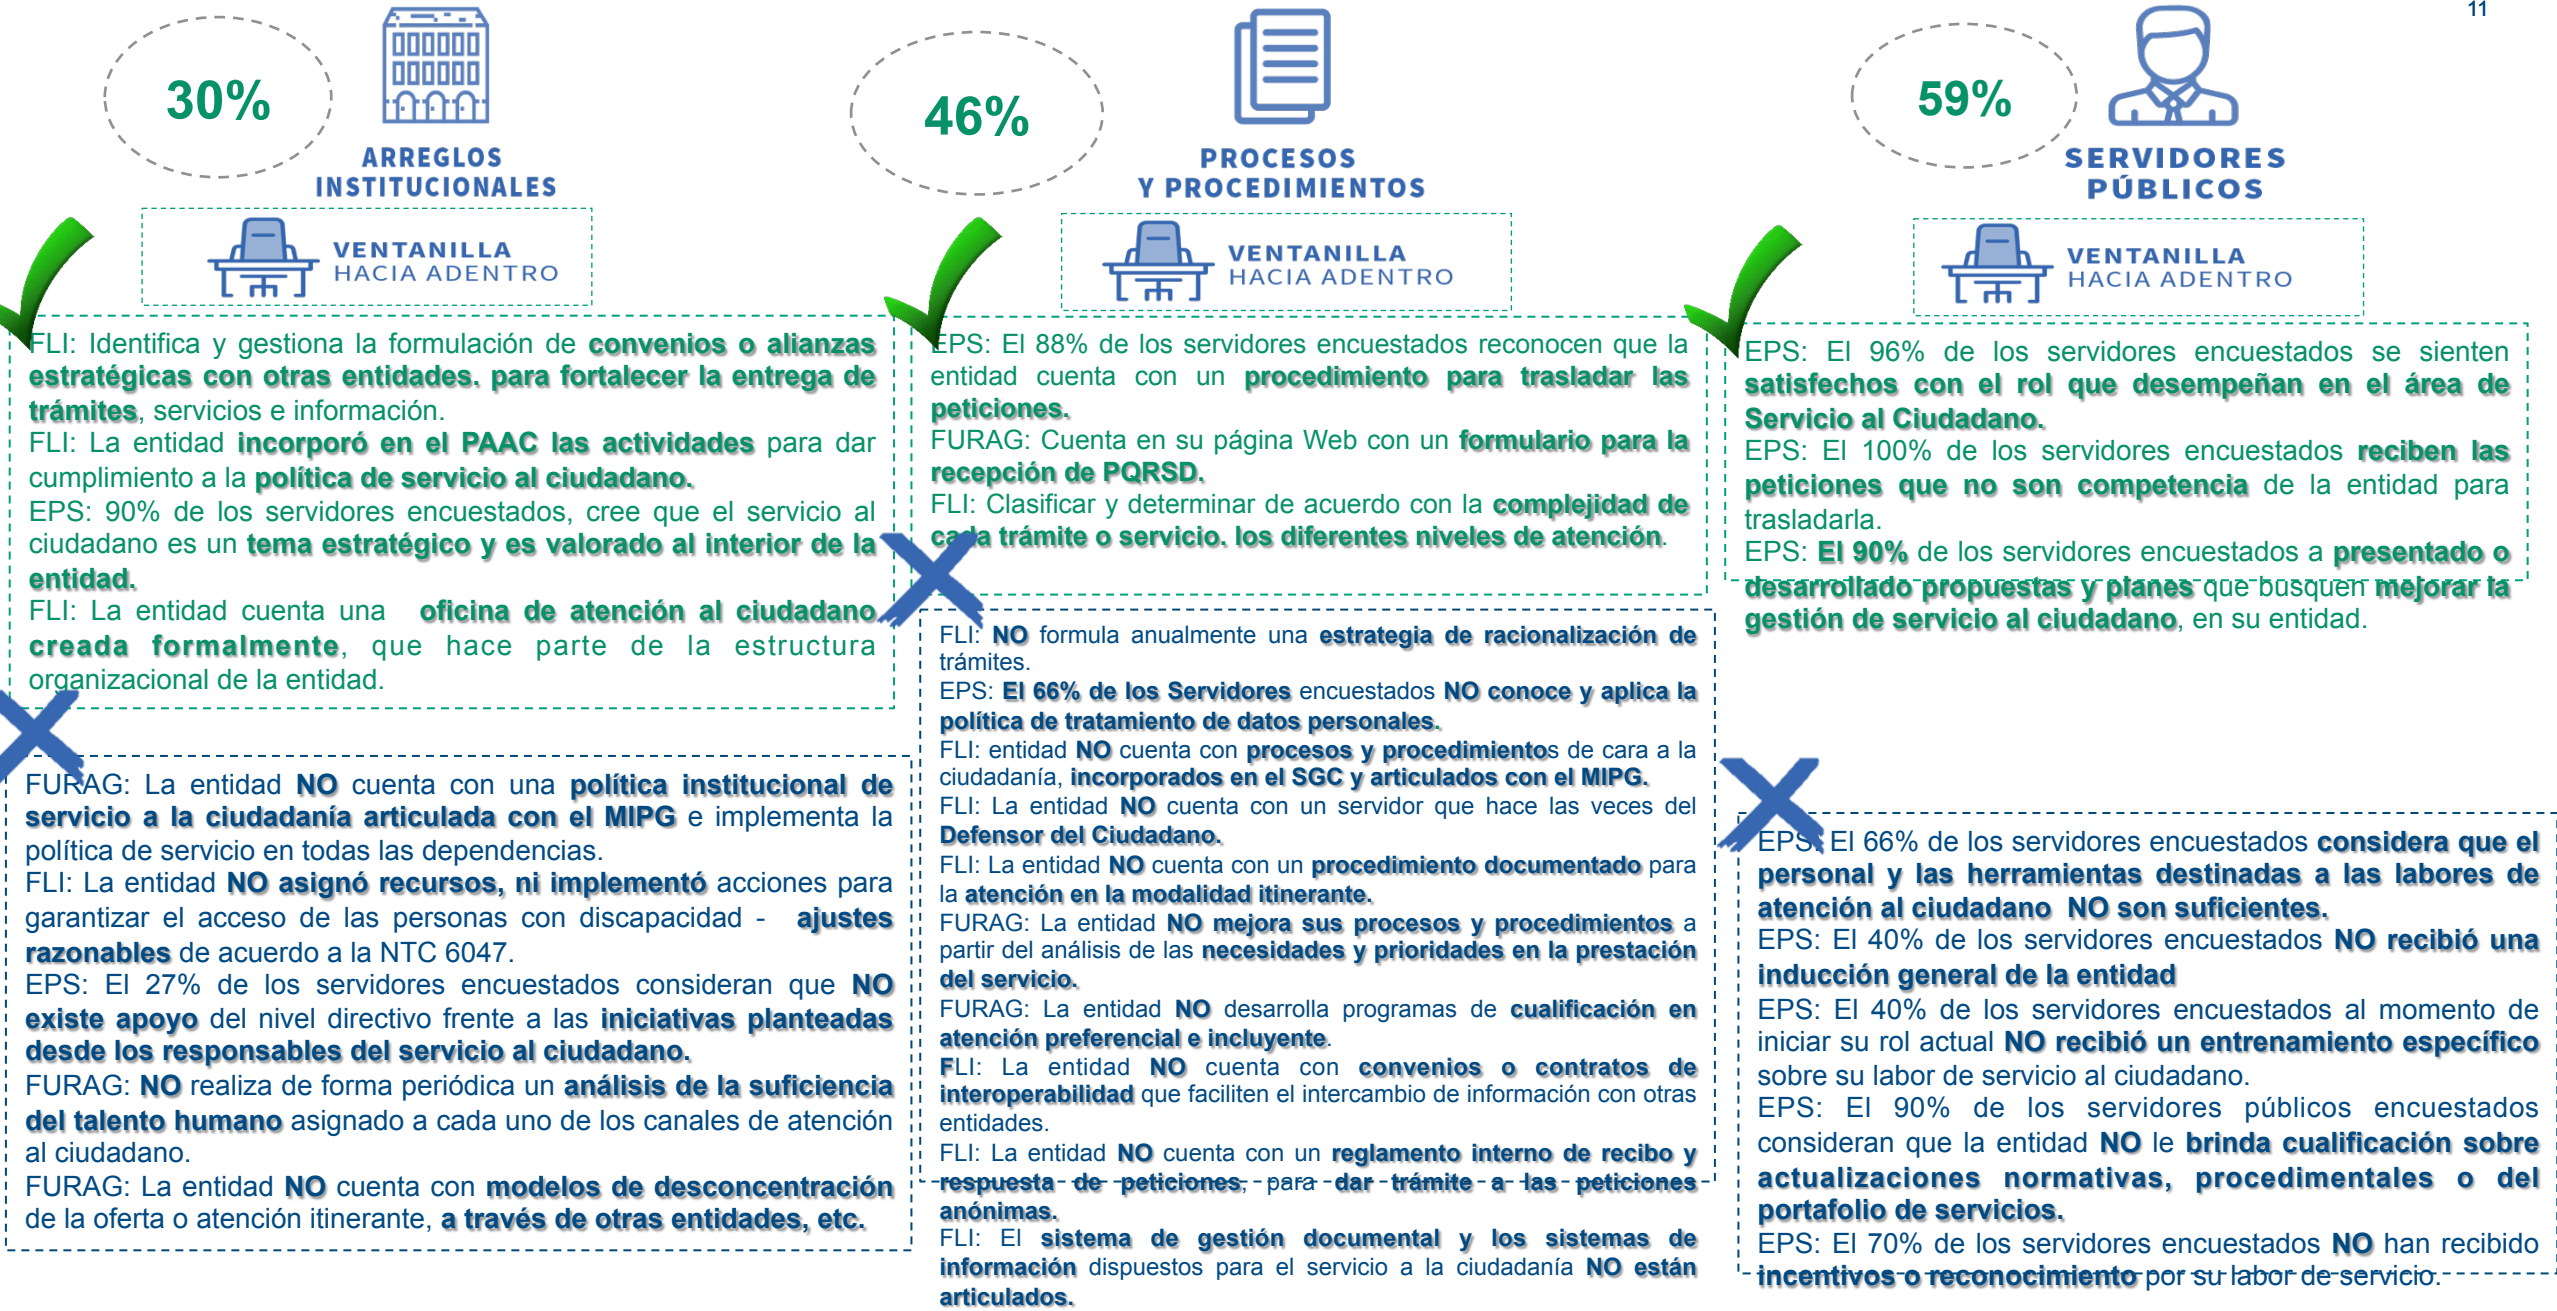 11
30%
ARREGLOS
INSTITUCIONALES
VENTANILLA
HACIA ADENTRO
FLI: Identifica y gestiona la formulación de convenios o alianzas
estratégicas con otras entidades. para fortalecer la entrega de
trámites, servicios e información.
FLI: La entidad incorporó en el PAAC las actividades para dar
cumplimiento a la política de servicio al ciudadano.
EPS: 90% de los servidores encuestados, cree que el servicio al
ciudadano es un tema estratégico y es valorado al interior de la
entidad.
FLI: La entidad cuenta una oficina de atención al ciudadano
creada formalmente, que hace parte de la estructura
organizacional de la entidad.
FURAG: La entidad NO cuenta con una política institucional de
servicio a la ciudadanía articulada con el MIPG e implementa la
política de servicio en todas las dependencias.
FLI: La entidad NO asignó recursos, ni implementó acciones para
garantizar el acceso de las personas con discapacidad - ajustes
razonables de acuerdo a la NTC 6047.
EPS: El 27% de los servidores encuestados consideran que NO
existe apoyo del nivel directivo frente a las iniciativas planteadas
desde los responsables del servicio al ciudadano.
FURAG: NO realiza de forma periódica un análisis de la suficiencia
del talento humano asignado a cada uno de los canales de atención
al ciudadano.
FURAG: La entidad NO cuenta con modelos de desconcentración
de la oferta o atención itinerante, a través de otras entidades, etc.
46%
PROCESOS
Y PROCEDIMIENTOS
VENTANILLA
HACIA ADENTRO
EPS: El 88% de los servidores encuestados reconocen que la
entidad cuenta con un procedimiento para trasladar las
peticiones.
FURAG: Cuenta en su página Web con un formulario para la
recepción de PQRSD.
FLI: Clasificar y determinar de acuerdo con la complejidad de
cada trámite o servicio. los diferentes niveles de atención.
FLI: NO formula anualmente una estrategia de racionalización de
trámites.
EPS: El 66% de los Servidores encuestados NO conoce y aplica la
política de tratamiento de datos personales.
FLI: entidad NO cuenta con procesos y procedimientos de cara a la
ciudadanía, incorporados en el SGC y articulados con el MIPG.
FLI: La entidad NO cuenta con un servidor que hace las veces del
Defensor del Ciudadano.
FLI: La entidad NO cuenta con un procedimiento documentado para
la atención en la modalidad itinerante.
FURAG: La entidad NO mejora sus procesos y procedimientos a
partir del análisis de las necesidades y prioridades en la prestación
del servicio.
FURAG: La entidad NO desarrolla programas de cualificación en
atención preferencial e incluyente.
FLI: La entidad NO cuenta con convenios o contratos de
interoperabilidad que faciliten el intercambio de información con otras
entidades.
FLI: La entidad NO cuenta con un reglamento interno de recibo y
respuesta de peticiones, para dar trámite a las peticiones
anónimas.
FLI: El sistema de gestión documental y los sistemas de
información dispuestos para el servicio a la ciudadanía NO están
articulados.
59%
SERVIDORES
PÚBLICOS
VENTANILLA
HACIA ADENTRO
EPS: El 96% de los servidores encuestados se sienten
satisfechos con el rol que desempeñan en el área de
Servicio al Ciudadano.
EPS: El 100% de los servidores encuestados reciben las
peticiones que no son competencia de la entidad para
trasladarla.
EPS: El 90% de los servidores encuestados a presentado o
desarrollado propuestas y planes que busquen mejorar la
gestión de servicio al ciudadano, en su entidad.
EPS: El 66% de los servidores encuestados considera que el
personal y las herramientas destinadas a las labores de
atención al ciudadano NO son suficientes.
EPS: El 40% de los servidores encuestados NO recibió una
inducción general de la entidad
EPS: El 40% de los servidores encuestados al momento de
iniciar su rol actual NO recibió un entrenamiento específico
sobre su labor de servicio al ciudadano.
EPS: El 90% de los servidores públicos encuestados
consideran que la entidad NO le brinda cualificación sobre
actualizaciones normativas, procedimentales o del
portafolio de servicios.
EPS: El 70% de los servidores encuestados NO han recibido
incentivos o reconocimiento por su labor de servicio.